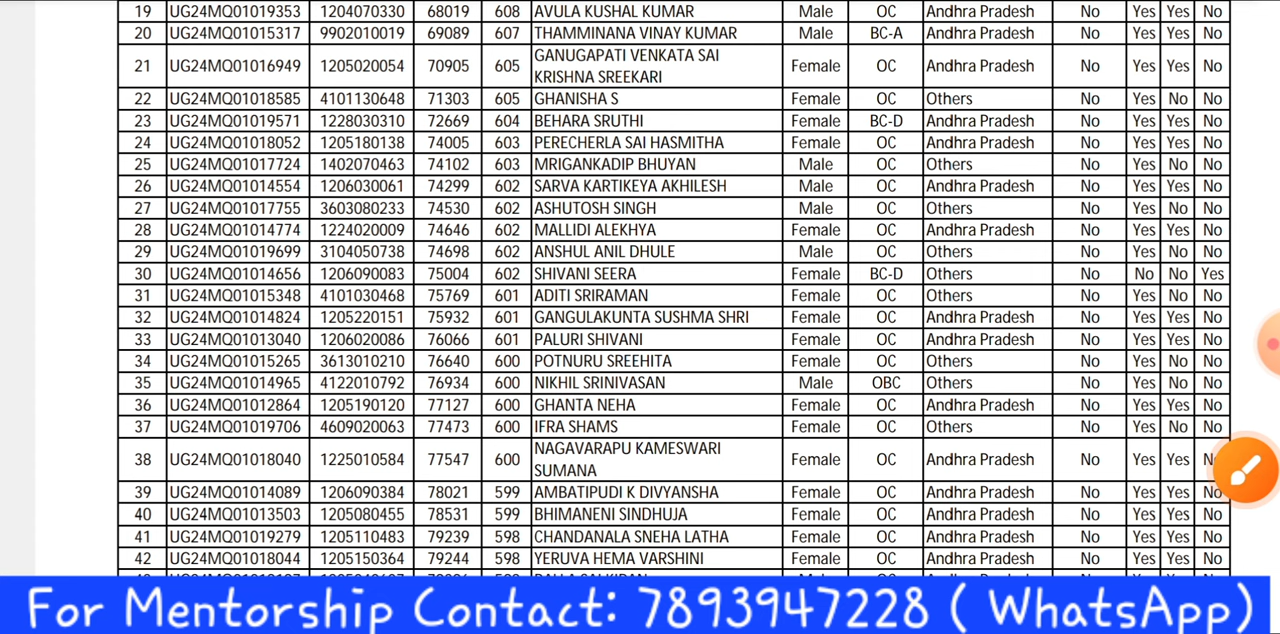 19 UG24MQ01019353 1204070330 68019 608 AVULA KUSHAL KUMAR Male OC Andhra Pradesh No Yes Yes No
20 UG24MQ01015317 9902010019 69089 607 THAMMINANA VINAY KUMAR Male BC-A Andhra Pradesh No Yes Yes No
21 UG24MQ01016949 1205020054 70905 605 GANUGAPATI VENKATA SAI
KRISHNA SREEKARI Female OC Andhra Pradesh No Yes Yes No
22 UG24MQ01018585 4101130648 71303 605 GHANISHA S Female OC Others No Yes No No
23 UG24MQ01019571 1228030310 72669 604 BEHARA SRUTHI Female BC-D Andhra Pradesh No Yes Yes No
24 UG24MQ01018052 1205180138 74005 603 PERECHERLA SAI HASMITHA Female OC Andhra Pradesh No Yes Yes No
25 UG24MQ01017724 1402070463 74102 603 MRIGANKADIP BHUYAN Male OC Others No Yes No No
26 UG24MQ01014554 1206030061 74299 602 SARVA KARTIKEYA AKHILESH Male OC Andhra Pradesh No Yes Yes No
27 UG24MQ01017755 3603080233 74530 602 ASHUTOSH SINGH Male OC Others No Yes No No
28 UG24MQ01014774 1224020009 74646 602 MALLIDI ALEKHYA Female OC Andhra Pradesh No Yes Yes No
29 UG24MQ01019699 3104050738 74698 602 ANSHUL ANIL DHULE Male OC Others No Yes No No
30 UG24MQ01014656 1206090083 75004 602 SHIVANI SEERA Female BC-D Others No No No Yes
31 UG24MQ01015348 4101030468 75769 601 ADITI SRIRAMAN Female OC Others No Yes No No
32 UG24MQ01014824 1205220151 75932 601 GANGULAKUNTA SUSHMA SHRI Female OC Andhra Pradesh No Yes Yes No
33 UG24MQ01013040 1206020086 76066 601 PALURI SHIVANI Female OC Andhra Pradesh No Yes Yes No
34 UG24MQ01015265 3613010210 76640 600 POTNURU SREEHITA Female OC Others No Yes No No
35 UG24MQ01014965 4122010792 76934 600 NIKHIL SRINIVASAN Male OBC Others No Yes No No
36 UG24MQ01012864 1205190120 77127 600 GHANTA NEHA Female OC Andhra Pradesh No Yes Yes No
37 UG24MQ01019706 4609020063 77473 600 IFRA SHAMS Female OC Others No Yes No No
38 UG24MQ01018040 1225010584 77547 600 NAGAVARAPU KAMESWARI
SUMANA Female OC Andhra Pradesh No Yes Yes
39 UG24MQ01014089 1206090384 78021 599 AMBATIPUDI K DIVYANSHA Female OC Andhra Pradesh No Yes Yes No
40 UG24MQ01013503 1205080455 78531 599 BHIMANENI SINDHUJA Female OC Andhra Pradesh No Yes Yes No
41 UG24MQ01019279 1205110483 79239 598 CHANDANALA SNEHA LATHA Female OC Andhra Pradesh No Yes Yes No
42 UG24MQ01018044 1205150364 79244 598 YERUVA HEMA VARSHINI Female OC Andhra Pradesh No Yes Yes No
For Mentorship Contact: 7893947228 ( WhatsApp)